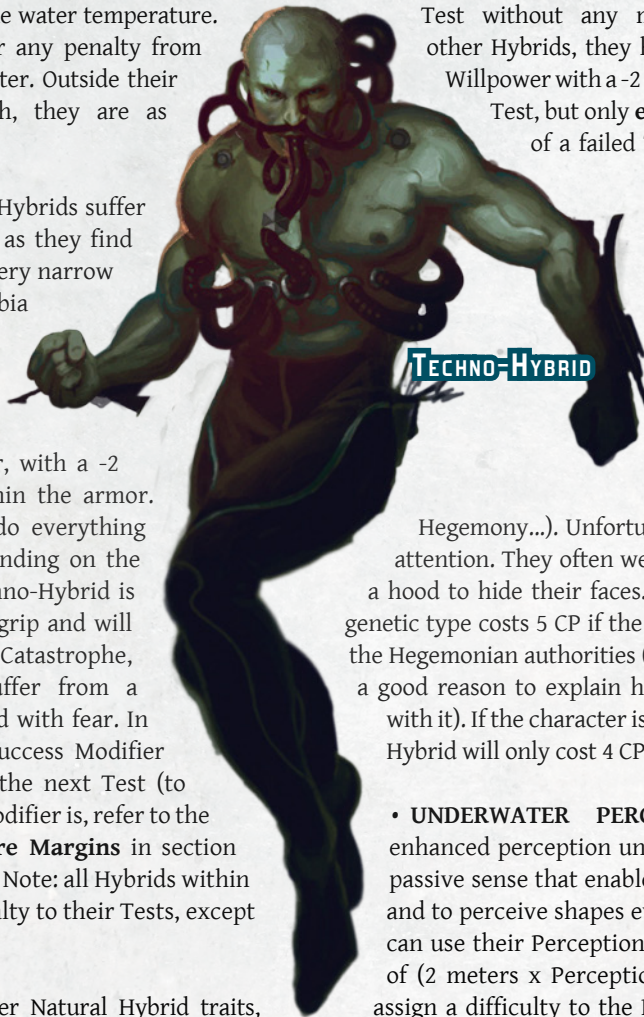 e water temperature.
r any penalty from
ter. Outside their
h, they are as
Hybrids suffer
as they find
ery narrow
bia
r, with a -2
hin the armor.
do everything
nding on the
hno-Hybrid is
grip and will
Catastrophe,
uffer from a
d with fear. In
uccess Modifier
the next Test (to
odifier is, refer to the
re Margins in section
Note: all Hybrids within
ulty to their Tests, except
er Natural Hybrid traits,
Test without any
other Hybrids, they
Willpower with a -2
Test, but only
of a failed
Techno-Hybrid
Hegemony...). Unfortu
attention. They often we
a hood to hide their faces.
genetic type costs 5 CP if the
the Hegemonian authorities (
a good reason to explain h
with it). If the character is
Hybrid will only cost 4 CP
• UNDERWATER PERC
enhanced perception un
passive sense that enable
and to perceive shapes e
can use their Perception
of (2 meters x Perceptio
assign a difficulty to the